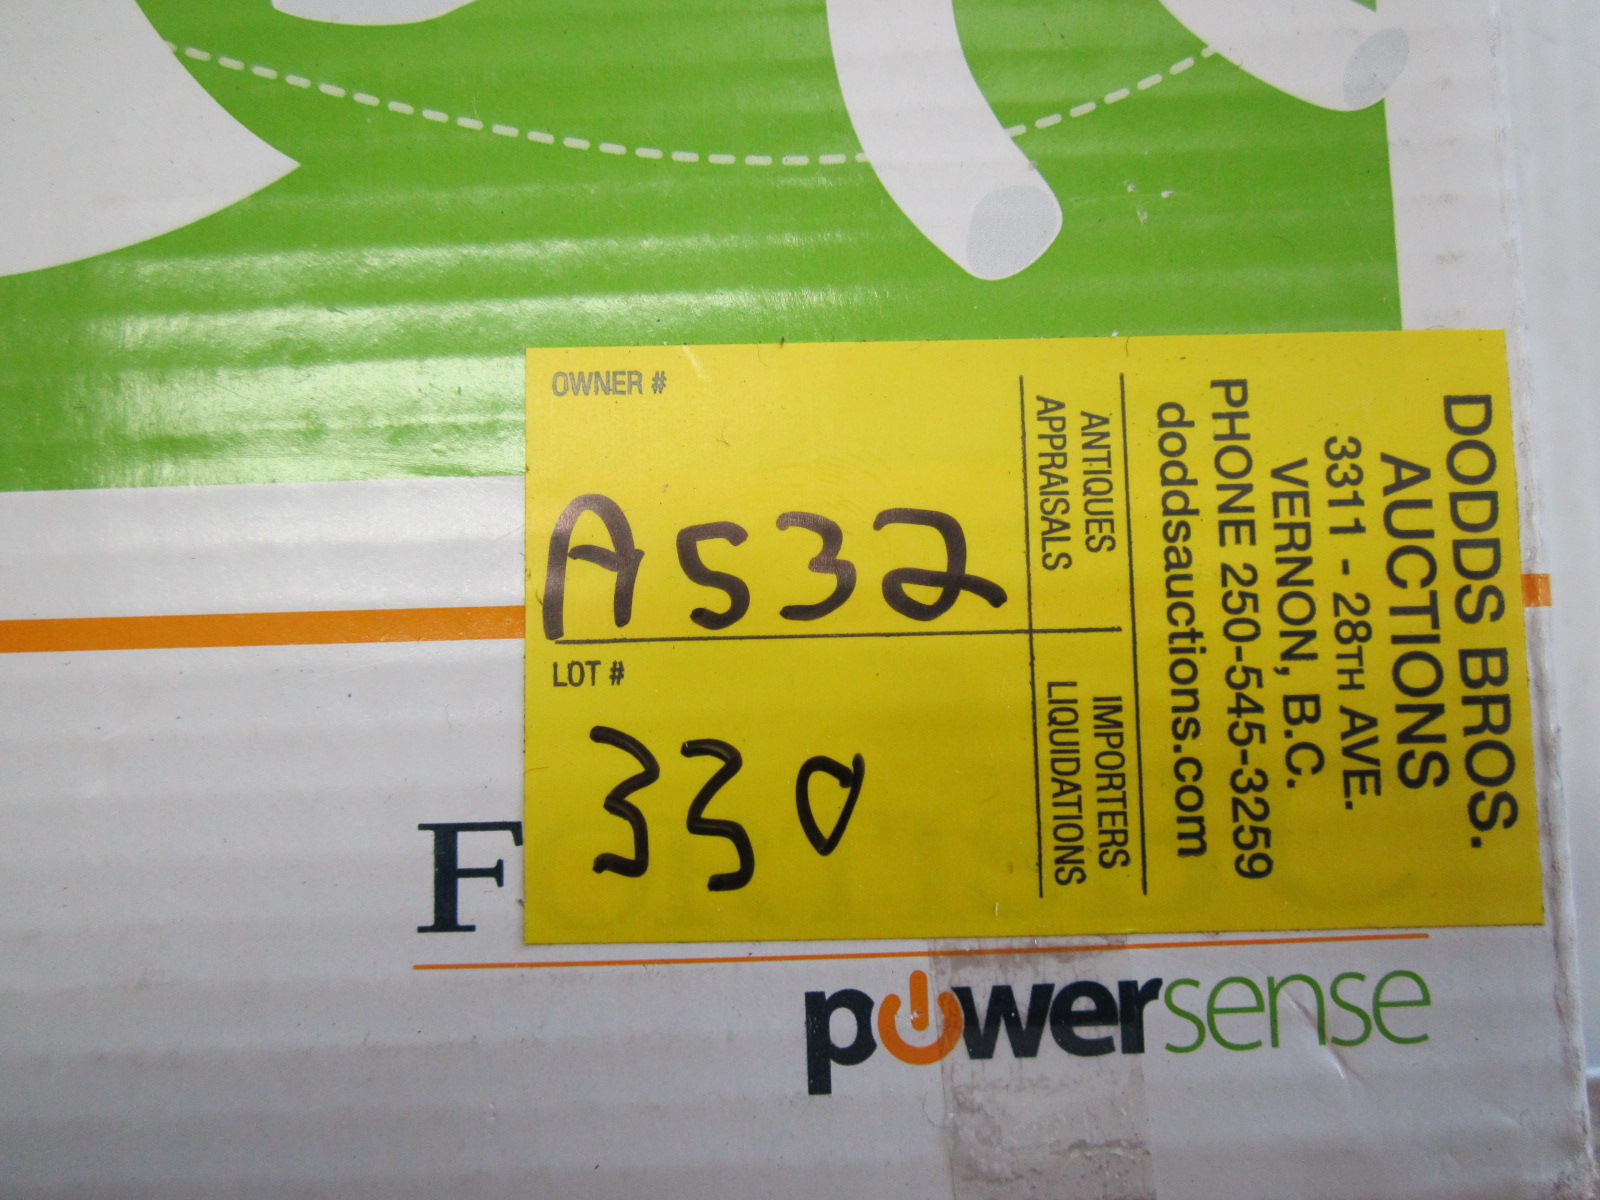 OWNER #
A532
LOT #
330
DODDS BROS.
AUCTIONS
3311 - 28TH AVE.
VERNON, B.C.
PHONE 250-545-3259
doddsauctions.com
ANTIQUES
APPRAISALS
IMPORTERS
LIQUIDATIONS
powersense